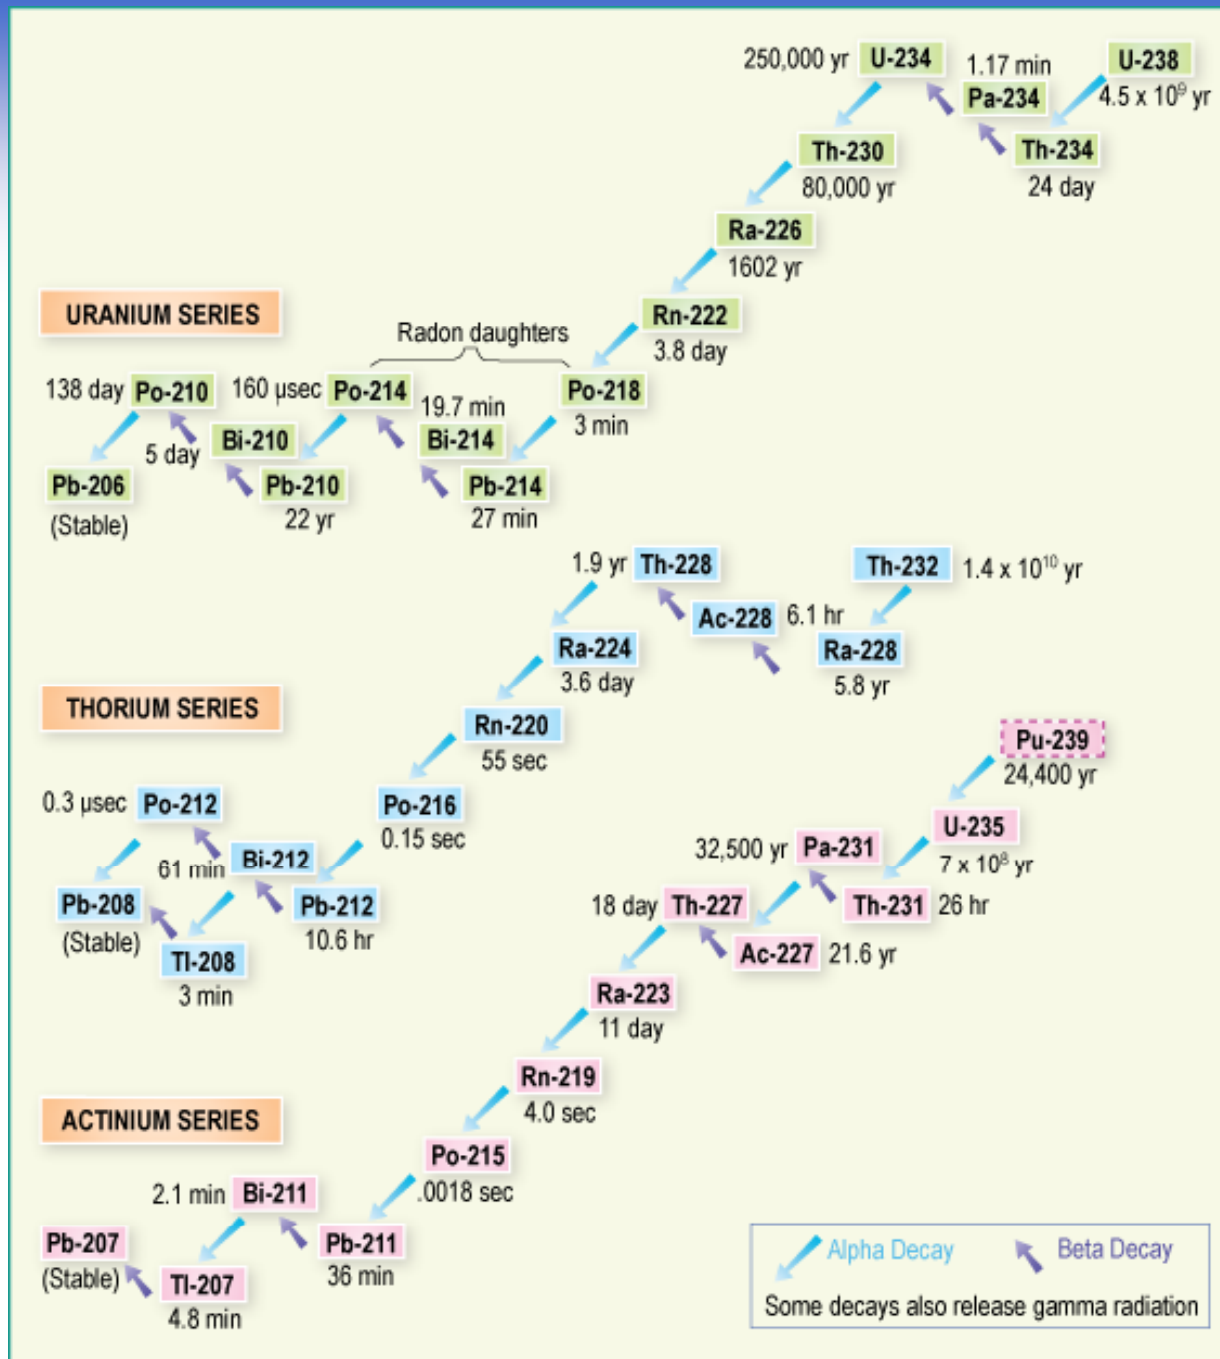 250,000 yr U-234
1.17 min
U-238
Pa-234
4.5 x 10⁹ yr
Th-230
Th-234
80,000 yr
24 day
Ra-226
1602 yr
URANIUM SERIES
Rn-222
Radon daughters
3.8 day
138 day Po-210
160 µsec Po-214
Po-218
19.7 min
3 min
5 day
Bi-210
Bi-214
Pb-206
Pb-210
Pb-214
(Stable)
22 yr
27 min
1.9 yr Th-228
Th-232 1.4 x 10¹⁰ yr
Ac-228 6.1 hr
Ra-224
Ra-228
3.6 day
5.8 yr
THORIUM SERIES
Rn-220
55 sec
Pu-239
24,400 yr
0.3 µsec Po-212
Po-216
0.15 sec
U-235
7 x 10⁸ yr
32,500 yr Pa-231
61 min
Bi-212
Pb-208
Pb-212
18 day Th-227
Th-231 26 hr
(Stable)
10.6 hr
Tl-208
Ac-227 21.6 yr
3 min
Ra-223
11 day
Rn-219
4.0 sec
ACTINIUM SERIES
Po-215
.0018 sec
2.1 min Bi-211
Pb-207
Pb-211
(Stable)
36 min
Tl-207
4.8 min
Alpha Decay
Beta Decay
Some decays also release gamma radiation